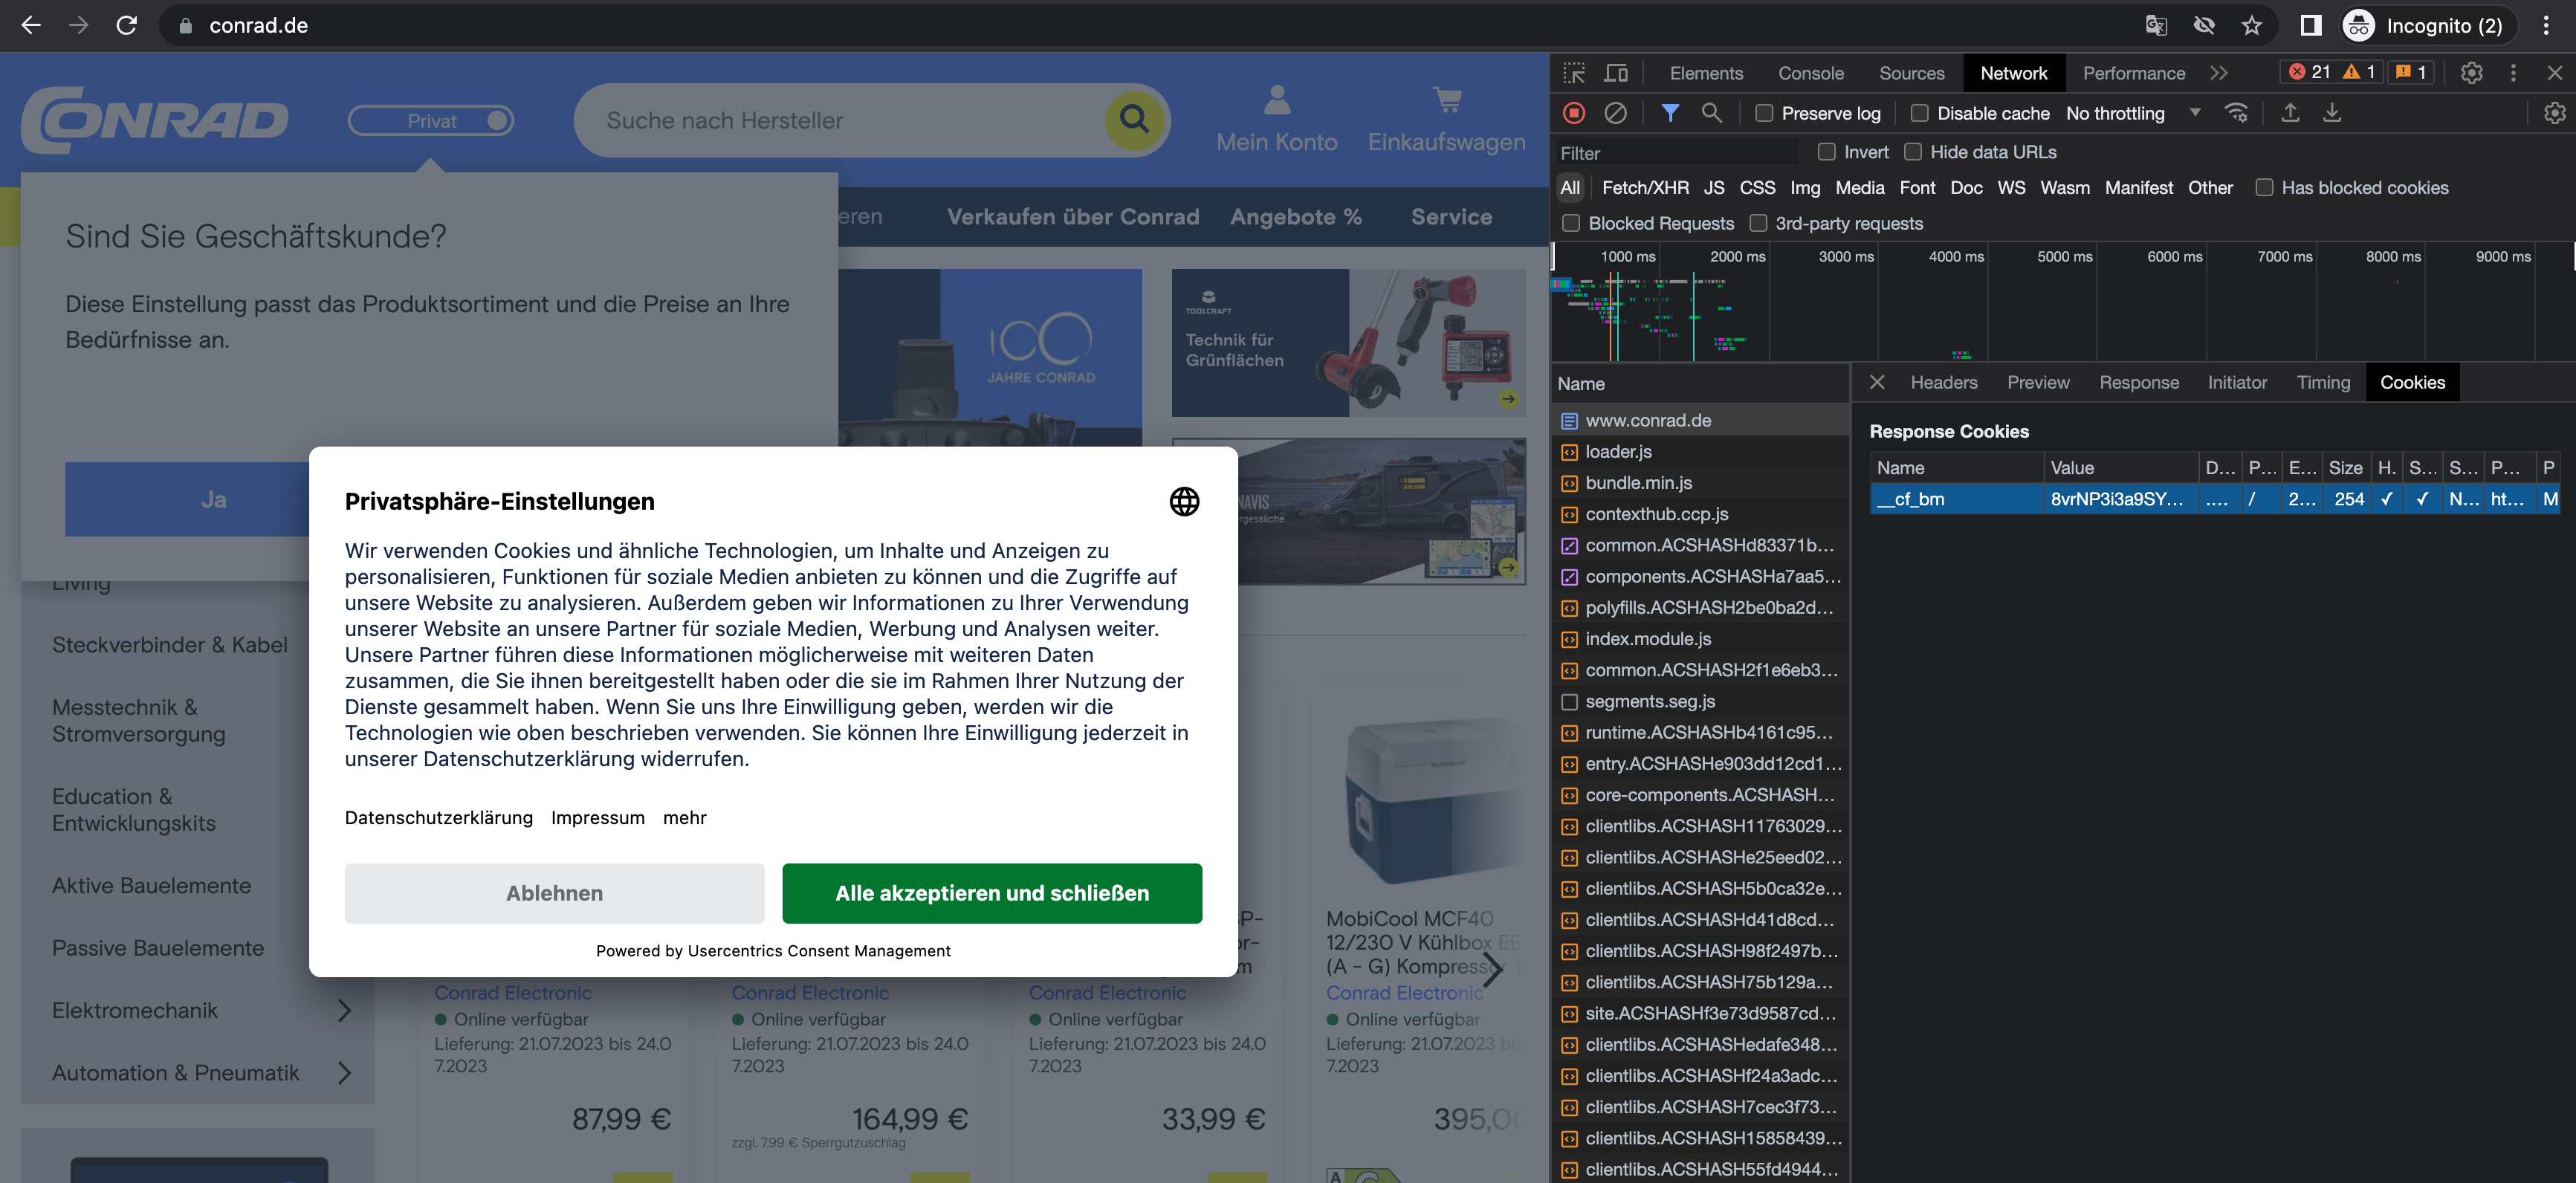 conrad.de
Incognito (2)
CONRAD
Privat
Suche nach Hersteller
Mein Konto
Einkaufswagen
eren
Verkaufen über Conrad
Angebote %
Service
Sind Sie Geschäftskunde?
Diese Einstellung passt das Produktsortiment und die Preise an Ihre
Bedürfnisse an.
Ja
100
JAHRE CONRAD
TOOLCRAFT
Technik für
Grünflächen
NAVIS
rgessliche
Privatsphäre-Einstellungen
Wir verwenden Cookies und ähnliche Technologien, um Inhalte und Anzeigen zu
personalisieren, Funktionen für soziale Medien anbieten zu können und die Zugriffe auf
unsere Website zu analysieren. Außerdem geben wir Informationen zu Ihrer Verwendung
unserer Website an unsere Partner für soziale Medien, Werbung und Analysen weiter.
Unsere Partner führen diese Informationen möglicherweise mit weiteren Daten
zusammen, die Sie ihnen bereitgestellt haben oder die sie im Rahmen Ihrer Nutzung der
Dienste gesammelt haben. Wenn Sie uns Ihre Einwilligung geben, werden wir die
Technologien wie oben beschrieben verwenden. Sie können Ihre Einwilligung jederzeit in
unserer Datenschutzerklärung widerrufen.
Datenschutzerklärung Impressum mehr
Ablehnen
Alle akzeptieren und schließen
Powered by Usercentrics Consent Management
Living
Steckverbinder & Kabel
Messtechnik &
Stromversorgung
Education &
Entwicklungskits
Aktive Bauelemente
Passive Bauelemente
Elektromechanik
Automation & Pneumatik
Conrad Electronic
Online verfügbar
Lieferung: 21.07.2023 bis 24.0
7.2023
87,99 €
Conrad Electronic
Online verfügbar
Lieferung: 21.07.2023 bis 24.0
7.2023
164,99 €
zzgl. 7,99 € Sperrgutzuschlag
SP-
or-
m
Conrad Electronic
Online verfügbar
Lieferung: 21.07.2023 bis 24.0
7.2023
33,99 €
MobiCool MCF40
12/230 V Kühlbox EE
(A - G) Kompressor 1
Conrad Electronic
Online verfügbar
Lieferung: 21.07.2023 bis
7.2023
395,00
A
Elements Console Sources Network Performance
21 1 1
Preserve log Disable cache No throttling
Filter Invert Hide data URLs
All Fetch/XHR JS CSS Img Media Font Doc WS Wasm Manifest Other Has blocked cookies
Blocked Requests 3rd-party requests
1000 ms 2000 ms 3000 ms 4000 ms 5000 ms 6000 ms 7000 ms 8000 ms 9000 ms
Name
www.conrad.de
loader.js
bundle.min.js
contexthub.ccp.js
common.ACSHASHd83371b...
components.ACSHASHa7aa5...
polyfills.ACSHASH2be0ba2d...
index.module.js
common.ACSHASH2f1e6eb3...
segments.seg.js
runtime.ACSHASHb4161c95...
entry.ACSHASHe903dd12cd1...
core-components.ACSHASH...
clientlibs.ACSHASH11763029...
clientlibs.ACSHASHe25eed02...
clientlibs.ACSHASH5b0ca32e...
clientlibs.ACSHASHd41d8cd...
clientlibs.ACSHASH98f2497b...
clientlibs.ACSHASH75b129a...
site.ACSHASHf3e73d9587cd...
clientlibs.ACSHASHedafe348...
clientlibs.ACSHASHf24a3adc...
clientlibs.ACSHASH7cec3f73...
clientlibs.ACSHASH15858439...
clientlibs.ACSHASH55fd4944...
Headers Preview Response Initiator Timing Cookies
Response Cookies
Name Value D... P... E... Size H. S... S... P... P
__cf_bm 8vrNP3i3a9SY... .... / 2... 254 ✓ ✓ N... ht... M